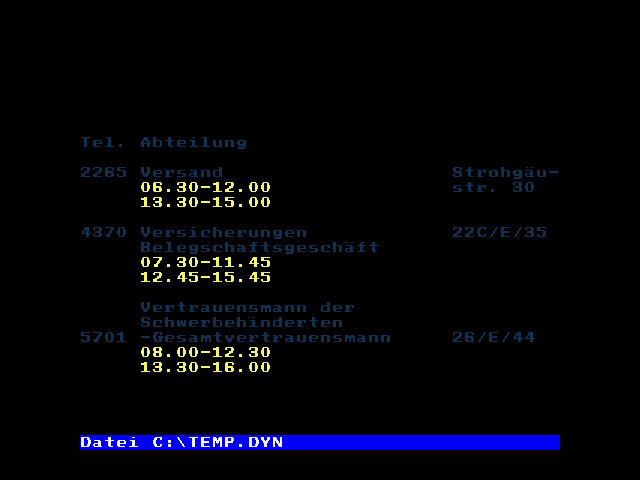 Tel. Abteilung
2265 Versand Strohgäu-
06.30-12.00 str. 30
13.30-15.00
4370 Versicherungen 22C/E/35
Belegschaftsgeschäft
07.30-11.45
12.45-15.45
Vertrauensmann der
Schwerbehinderten
5701 -Gesamtvertrauensmann 26/E/44
08.00-12.30
13.30-16.00
Datei C:\TEMP.DYN